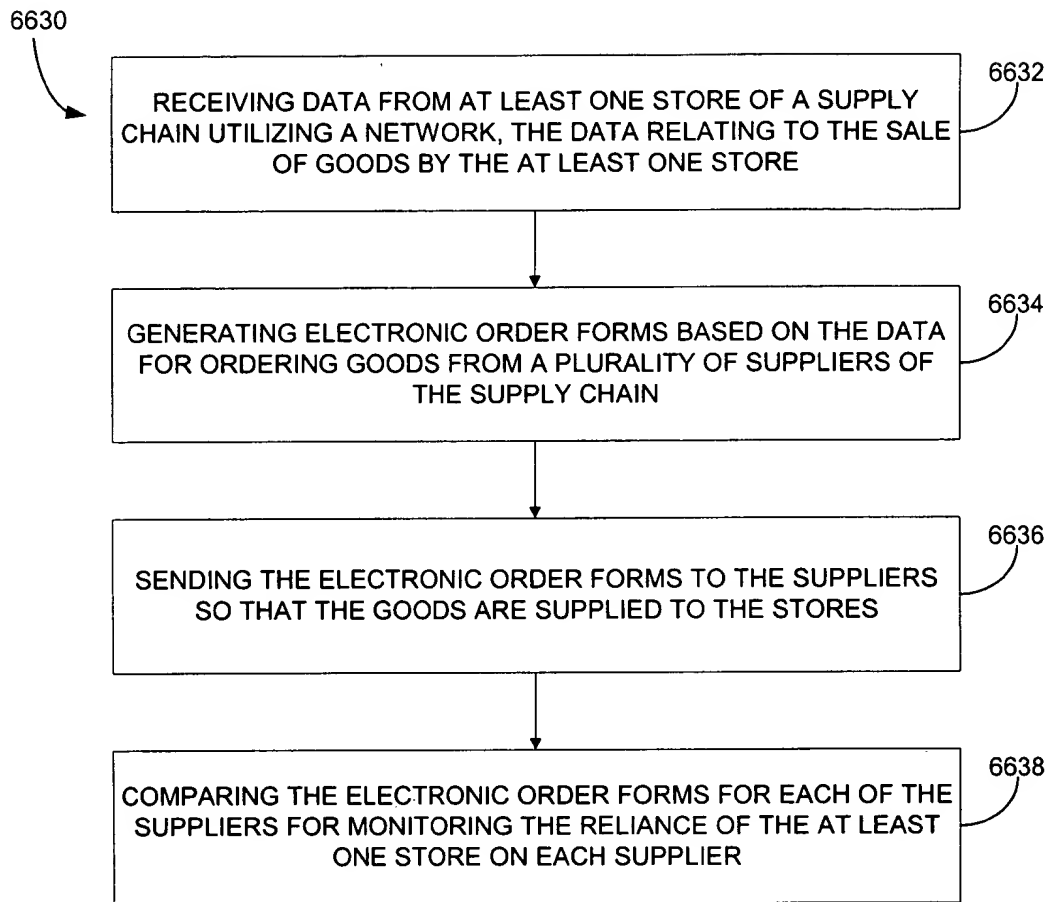 6630
6632
RECEIVING DATA FROM AT LEAST ONE STORE OF A SUPPLY
CHAIN UTILIZING A NETWORK, THE DATA RELATING TO THE SALE
OF GOODS BY THE AT LEAST ONE STORE
6634
GENERATING ELECTRONIC ORDER FORMS BASED ON THE DATA
FOR ORDERING GOODS FROM A PLURALITY OF SUPPLIERS OF
THE SUPPLY CHAIN
6636
SENDING THE ELECTRONIC ORDER FORMS TO THE SUPPLIERS
SO THAT THE GOODS ARE SUPPLIED TO THE STORES
6638
COMPARING THE ELECTRONIC ORDER FORMS FOR EACH OF THE
SUPPLIERS FOR MONITORING THE RELIANCE OF THE AT LEAST
ONE STORE ON EACH SUPPLIER